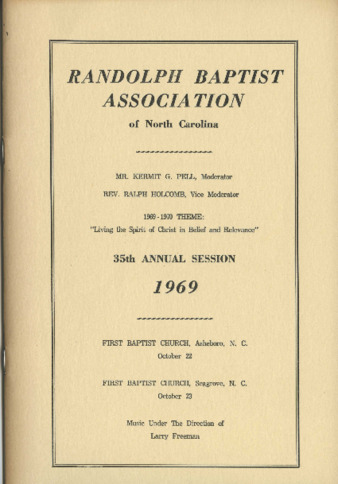 RANDOLPH BAPTIST
ASSOCIATION
of North Carolina
MR. KERMIT G. PELL, Moderator
REV. RALPH HOLCOMB, Vice Moderator
1969-1970 THEME:
"Living the Spirit of Christ in Belief and Relevance"
35th ANNUAL SESSION
1969
FIRST BAPTIST CHURCH, Asheboro, N. C.
October 22
FIRST BAPTIST CHURCH, Seagrove, N. C.
October 23
Music Under The Direction of
Larry Freeman